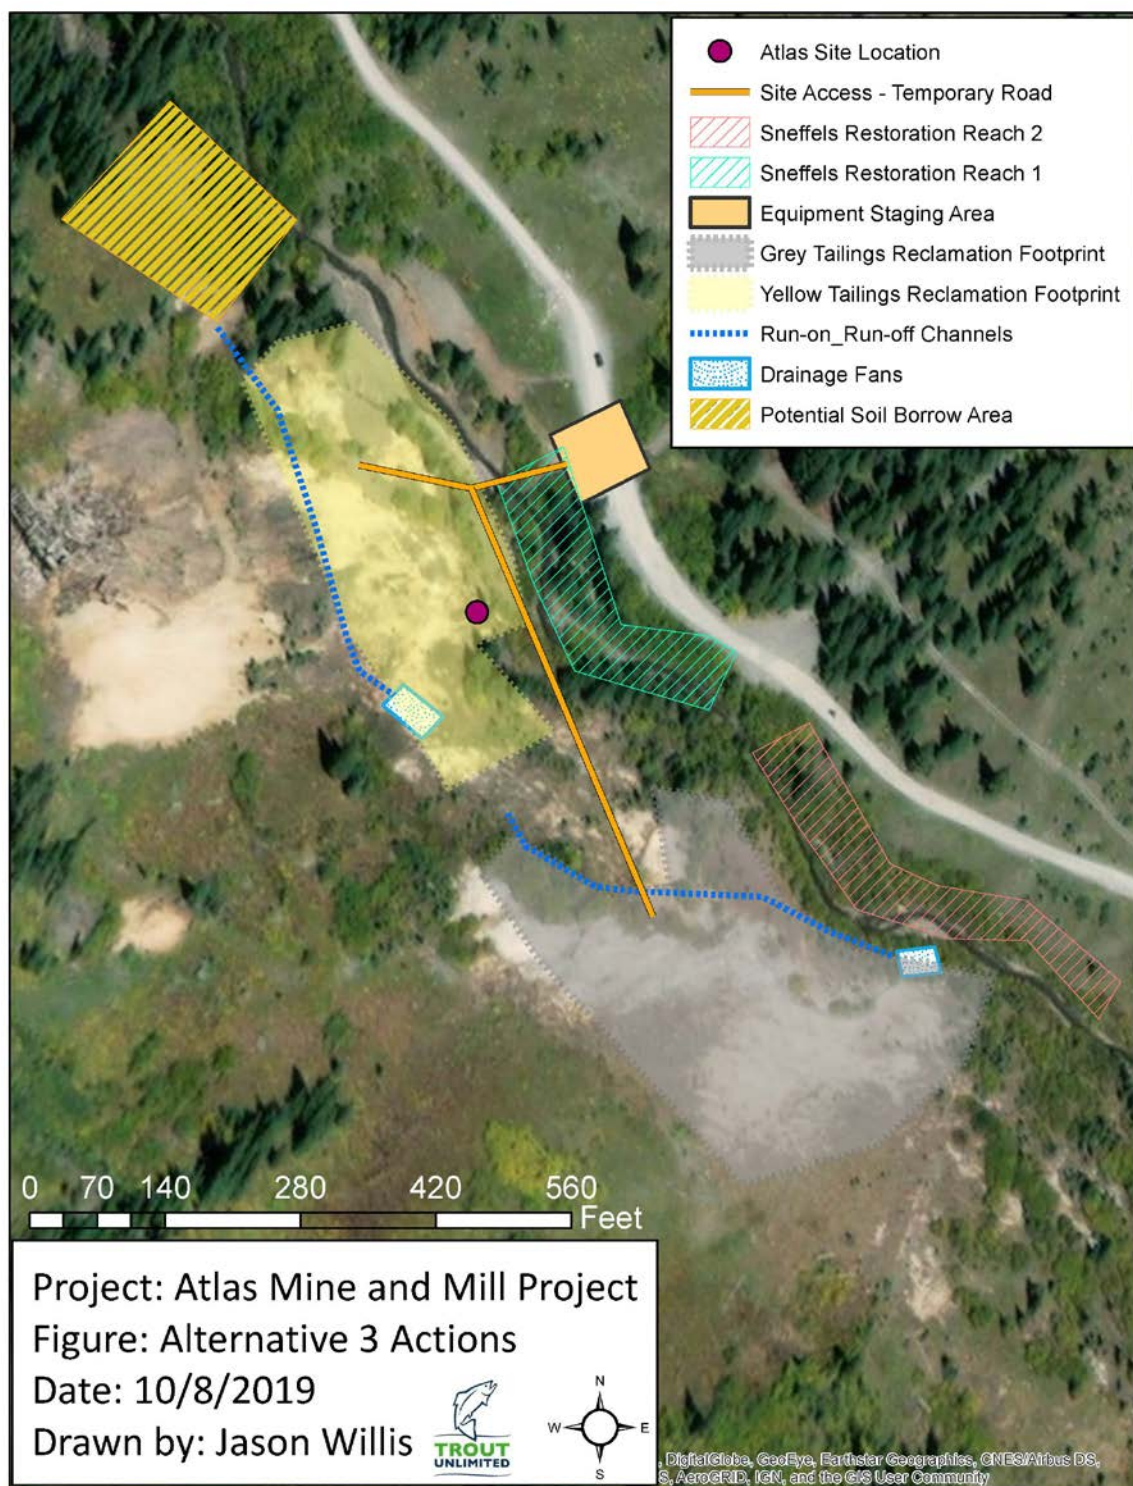 Atlas Site Location
Site Access - Temporary Road
Sneffels Restoration Reach 2
Sneffels Restoration Reach 1
Equipment Staging Area
Grey Tailings Reclamation Footprint
Yellow Tailings Reclamation Footprint
Run-on_Run-off Channels
Drainage Fans
Potential Soil Borrow Area
0 70 140 280 420 560
Feet
Project: Atlas Mine and Mill Project
Figure: Alternative 3 Actions
Date: 10/8/2019
Drawn by: Jason Willis
TROUT
UNLIMITED
N
W E
S
, DigitalGlobe, GeoEye, Earthstar Geographics, CNES/Airbus DS,
S, AeroGRID, IGN, and the GIS User Community